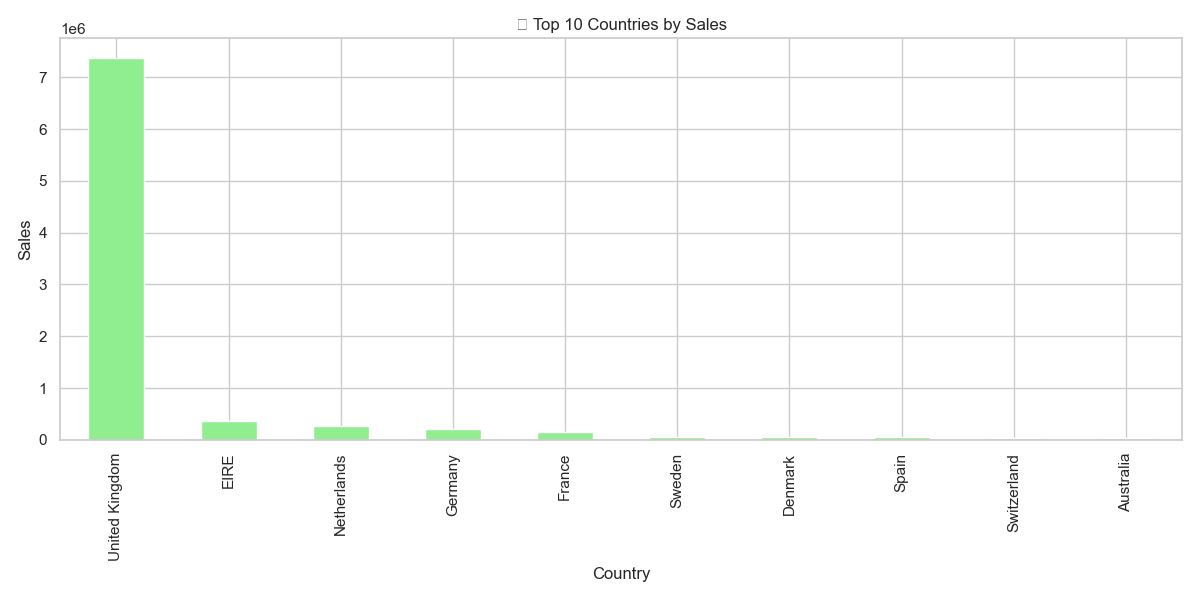 Top 10 Countries by Sales
1e6
7
6
5
4
3
2
1
0
Sales
United Kingdom
EIRE
Netherlands
Germany
France
Sweden
Denmark
Spain
Switzerland
Australia
Country